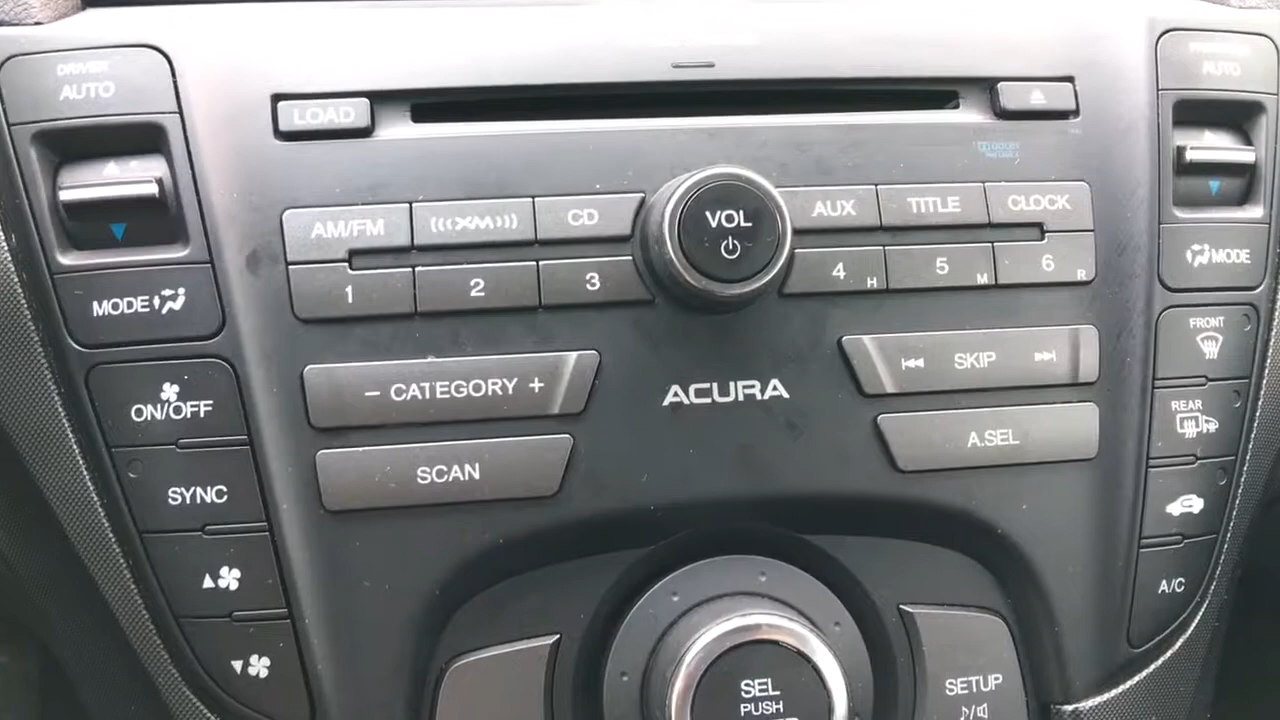 DRIVER
AUTO
AUTO
LOAD
AM/FM
(((XM)))
CD
VOL
AUX
TITLE
CLOCK
1
2
3
4 H
5 M
6 R
MODE
MODE
- CATEGORY +
ACURA
SKIP
FRONT
ON/OFF
SCAN
A.SEL
REAR
SYNC
A/C
SEL
PUSH
SETUP